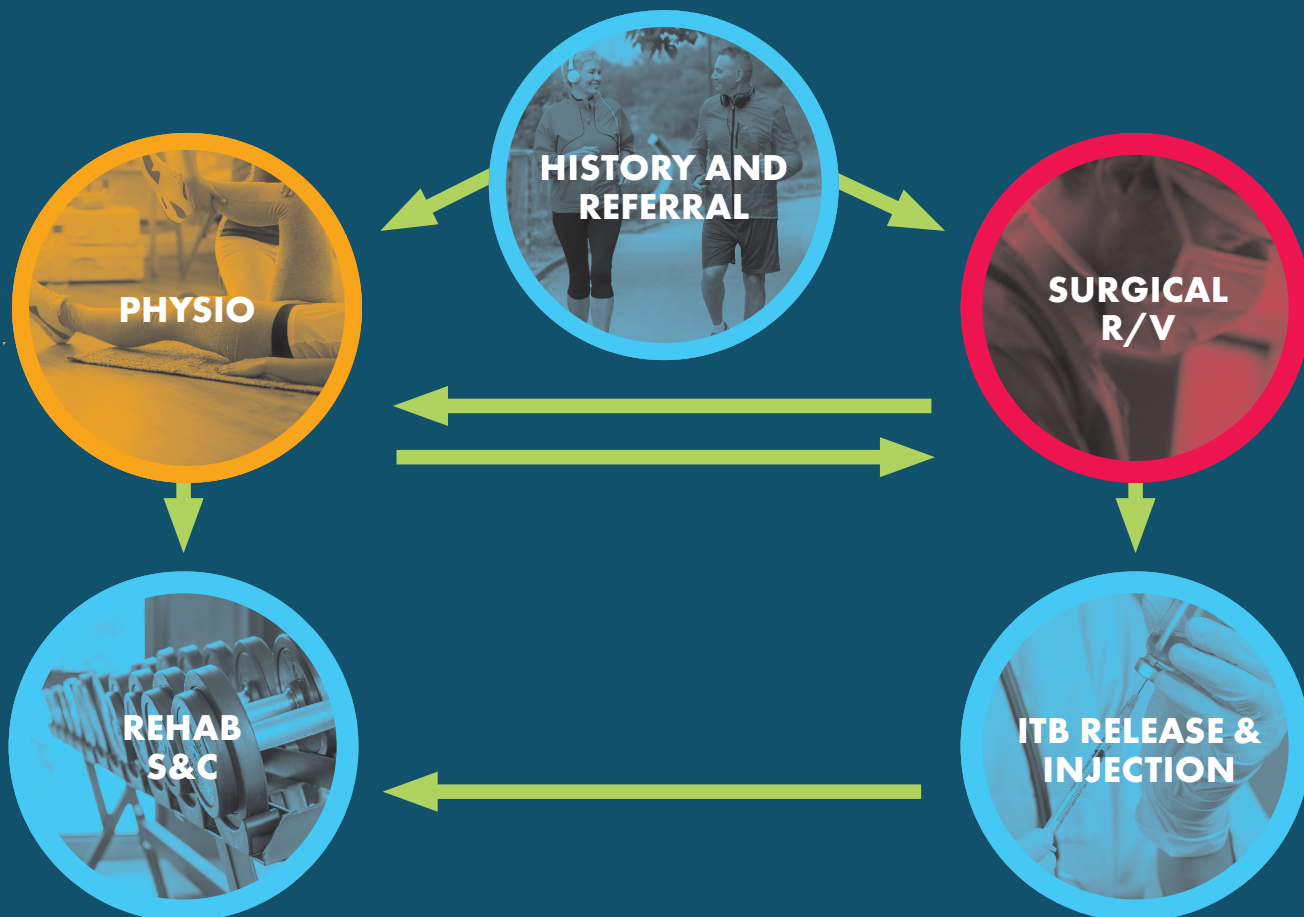 HISTORY AND
REFERRAL
PHYSIO
SURGICAL
R/V
REHAB
S&C
ITB RELEASE &
INJECTION